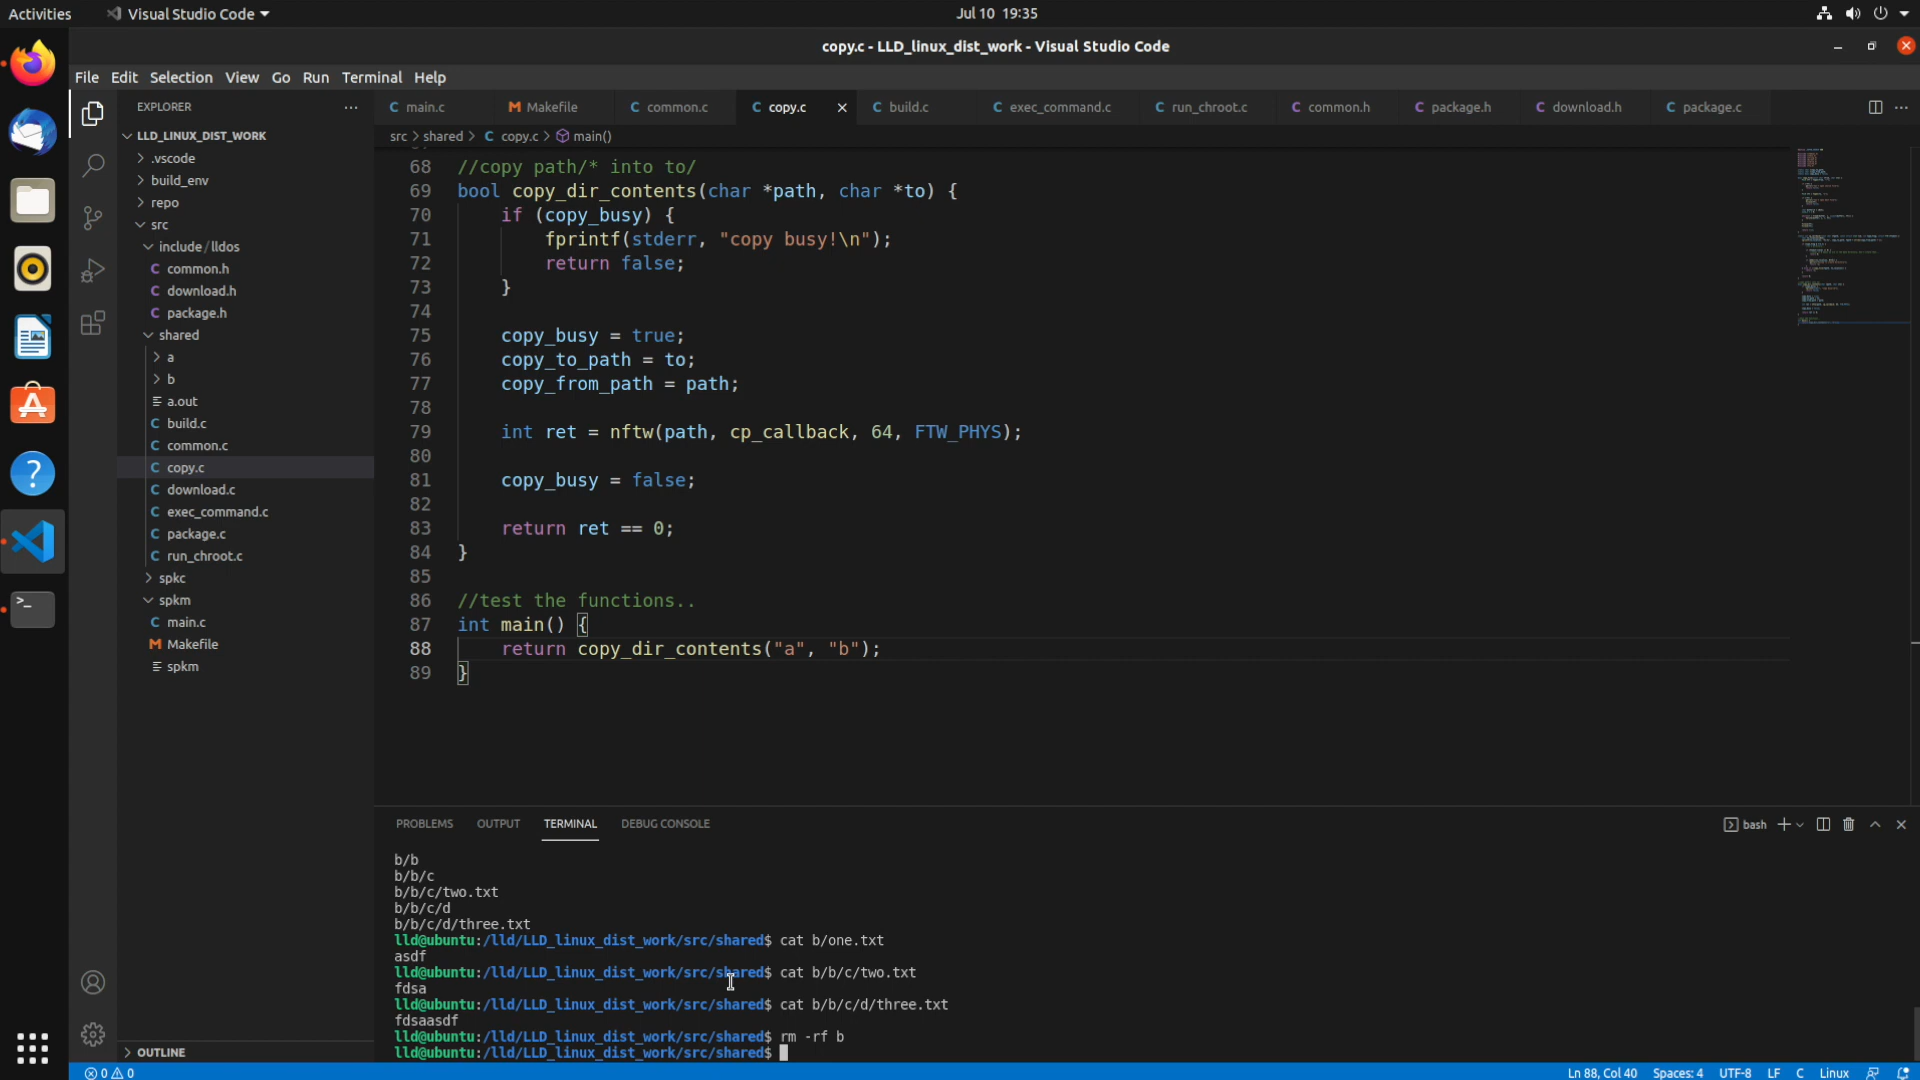 Activities
Visual Studio Code
Jul 10 19:35
copy.c - LLD_linux_dist_work - Visual Studio Code
File Edit Selection View Go Run Terminal Help
EXPLORER
LLD_LINUX_DIST_WORK
.vscode
build_env
repo
src
include/lldos
common.h
download.h
package.h
shared
a
b
a.out
build.c
common.c
copy.c
download.c
exec_command.c
package.c
run_chroot.c
spkc
spkm
main.c
Makefile
spkm
OUTLINE
main.c Makefile common.c copy.c build.c exec_command.c run_chroot.c common.h package.h download.h package.c
src > shared > copy.c > main()
68 //copy path/* into to/
69 bool copy_dir_contents(char *path, char *to) {
70 if (copy_busy) {
71 fprintf(stderr, "copy busy!\n");
72 return false;
73 }
74
75 copy_busy = true;
76 copy_to_path = to;
77 copy_from_path = path;
78
79 int ret = nftw(path, cp_callback, 64, FTW_PHYS);
80
81 copy_busy = false;
82
83 return ret == 0;
84 }
85
86 //test the functions..
87 int main() {
88 return copy_dir_contents("a", "b");
89 }
PROBLEMS OUTPUT TERMINAL DEBUG CONSOLE
bash
b/b
b/b/c
b/b/c/two.txt
b/b/c/d
b/b/c/d/three.txt
lld@ubuntu:/lld/LLD_linux_dist_work/src/shared$ cat b/one.txt
asdf
lld@ubuntu:/lld/LLD_linux_dist_work/src/shared$ cat b/b/c/two.txt
fdsa
lld@ubuntu:/lld/LLD_linux_dist_work/src/shared$ cat b/b/c/d/three.txt
fdsaasdf
lld@ubuntu:/lld/LLD_linux_dist_work/src/shared$ rm -rf b
lld@ubuntu:/lld/LLD_linux_dist_work/src/shared$
0 0
Ln 88, Col 40 Spaces: 4 UTF-8 LF C Linux